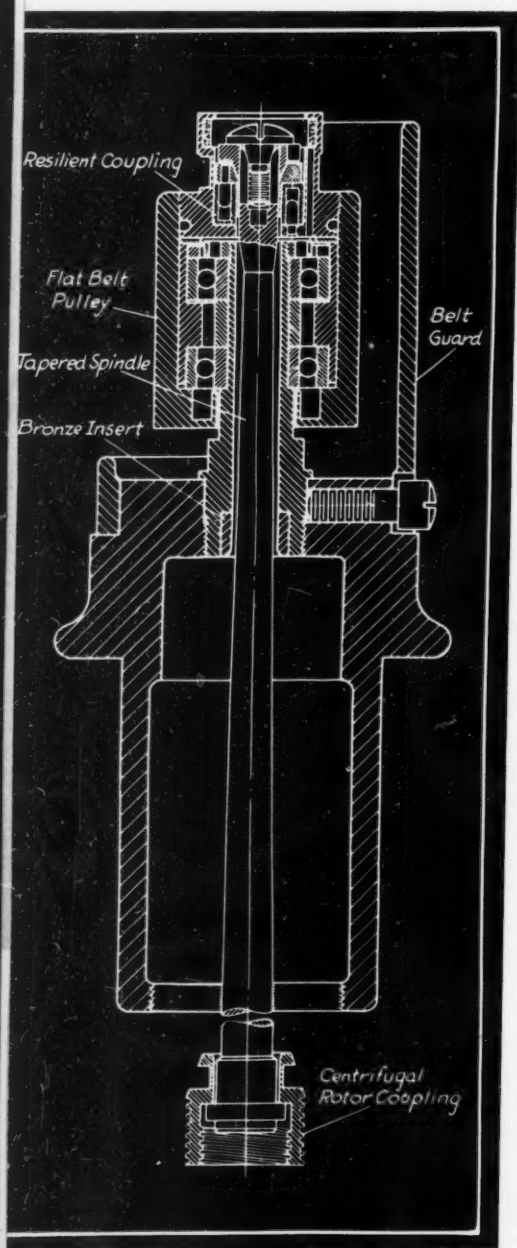 Resilient Coupling
Flat Belt
Pulley
Tapered Spindle
Bronze Insert
Belt
Guard
Centrifugal
Rotor Coupling